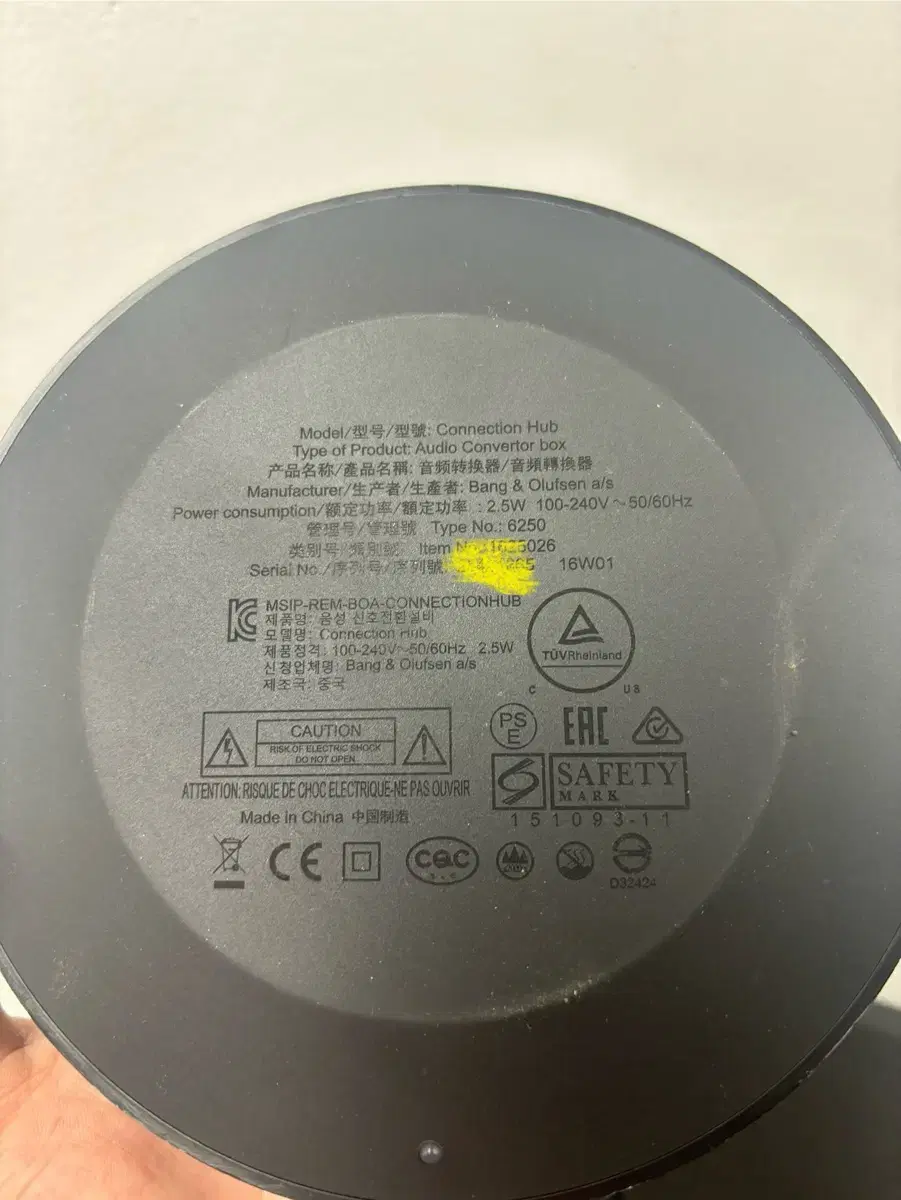 Model/型号/型號: Connection Hub
Type of Product: Audio Convertor box
产品名称/產品名稱: 音频转换器/音頻轉換器
Manufacturer/生产者/生產者: Bang & Olufsen a/s
Power consumption/额定功率/額定功率 : 2.5W 100-240V~50/60Hz
管理号/管理號 Type No.: 6250
类别号/類別號 Item
Serial No./序列号/序列號 16W01
MSIP-REM-BOA-CONNECTIONHUB
제품명: 음성 신호전환설비
모델명: Connection Hub
제품정격: 100-240V~50/60Hz 2.5W
신청업체명: Bang & Olufsen a/s
제조국: 중국
TÜVRheinland
C US
PS
E
EAC
CAUTION
RISK OF ELECTRIC SHOCK
DO NOT OPEN
ATTENTION: RISQUE DE CHOC ELECTRIQUE-NE PAS OUVRIR
SAFETY
MARK
151093-11
Made in China 中国制造
CE
CQC
D32424